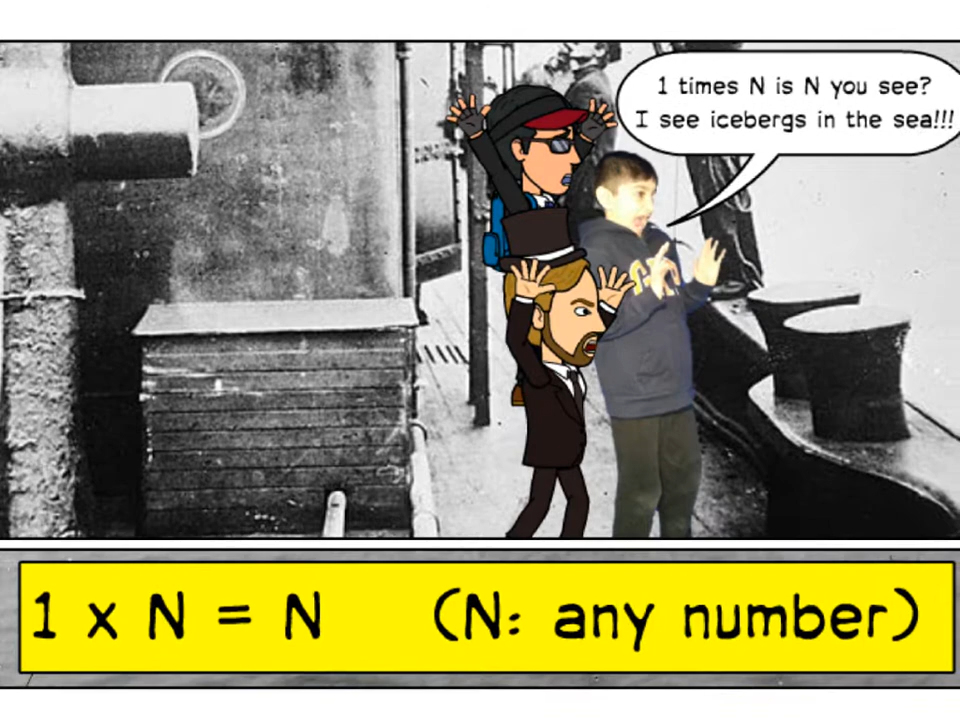 1 times N is N you see?
I see icebergs in the sea!!!
1 x N = N (N: any number)